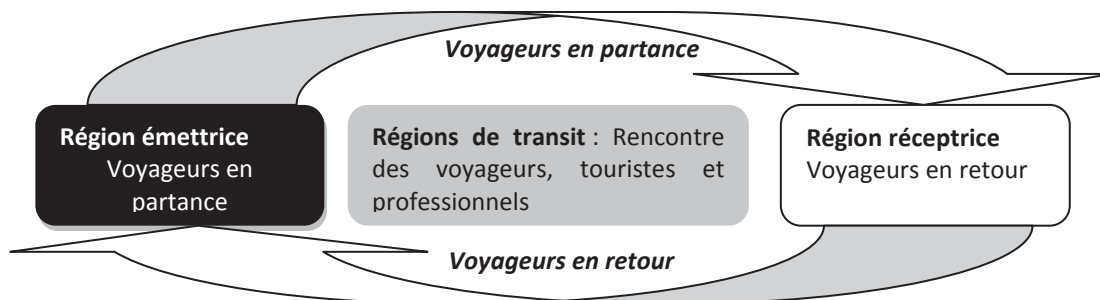 Voyageurs en partance
Région émettrice
Voyageurs en
partance
Régions de transit : Rencontre
des voyageurs, touristes et
professionnels
Région réceptrice
Voyageurs en retour
Voyageurs en retour